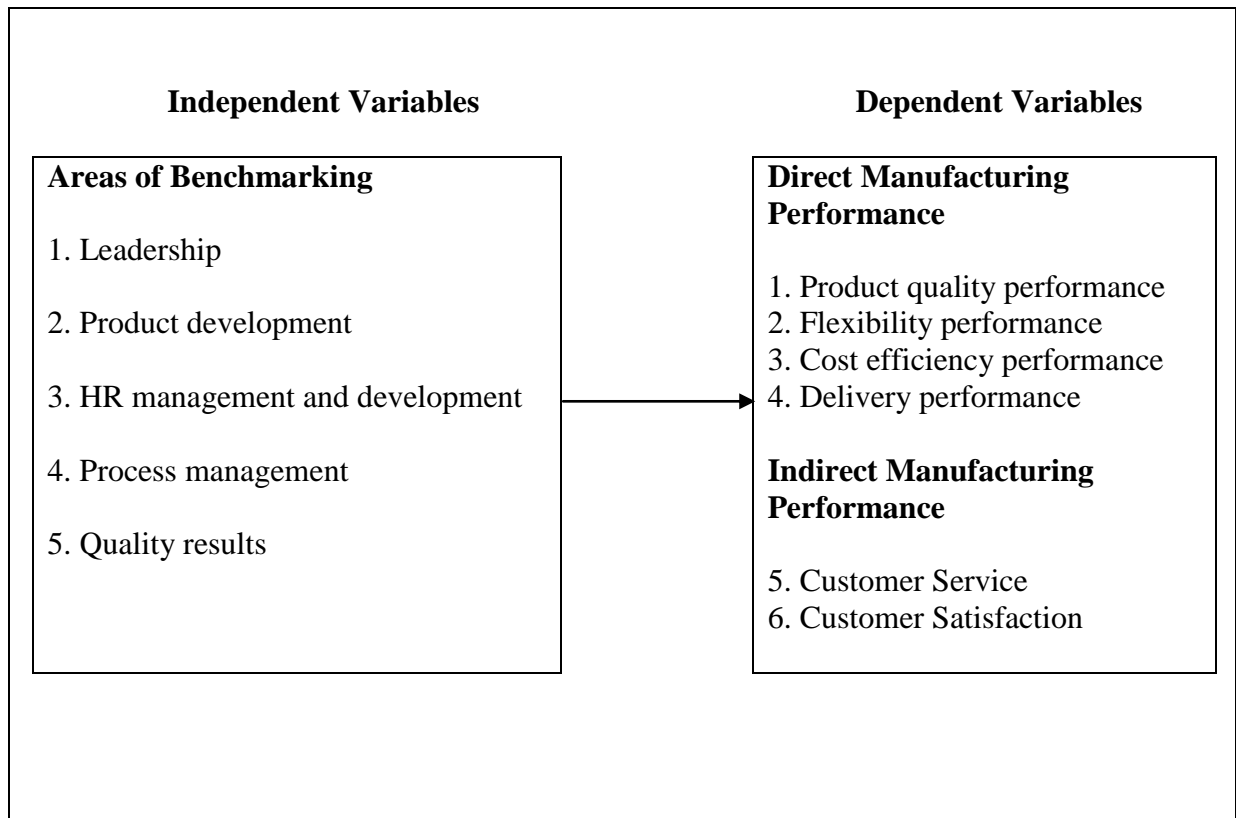 Independent Variables
Dependent Variables
Areas of Benchmarking
1. Leadership
2. Product development
3. HR management and development
4. Process management
5. Quality results
Direct Manufacturing
Performance
1. Product quality performance
2. Flexibility performance
3. Cost efficiency performance
4. Delivery performance
Indirect Manufacturing
Performance
5. Customer Service
6. Customer Satisfaction